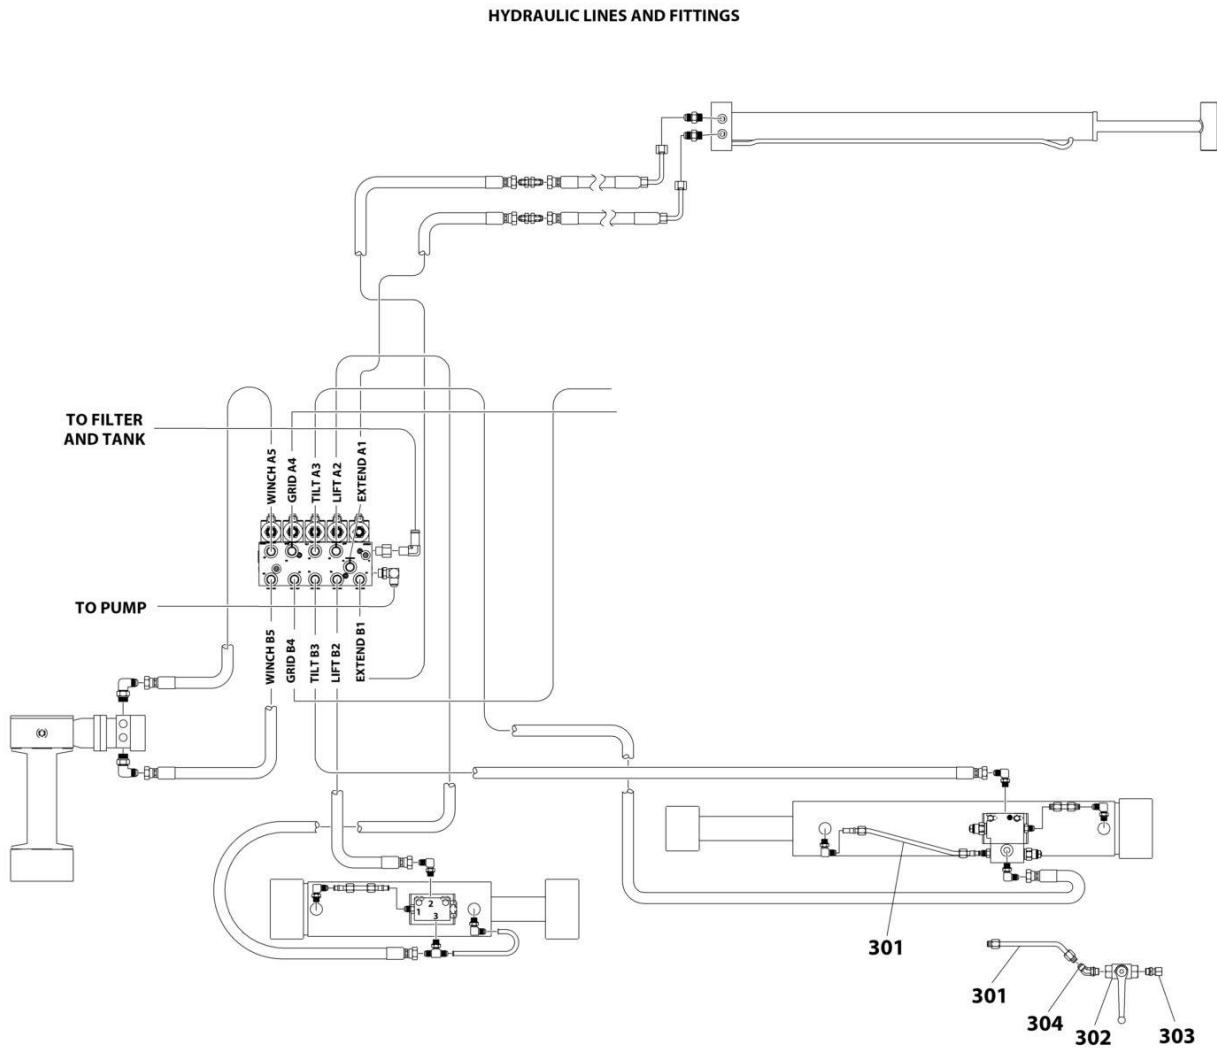 HYDRAULIC LINES AND FITTINGS
TO FILTER
AND TANK
WINCH A5
GRID A4
TILT A3
LIFT A2
EXTEND A1
TO PUMP
WINCH B5
GRID B4
TILT B3
LIFT B2
EXTEND B1
2
1
3
301
301
304
302
303